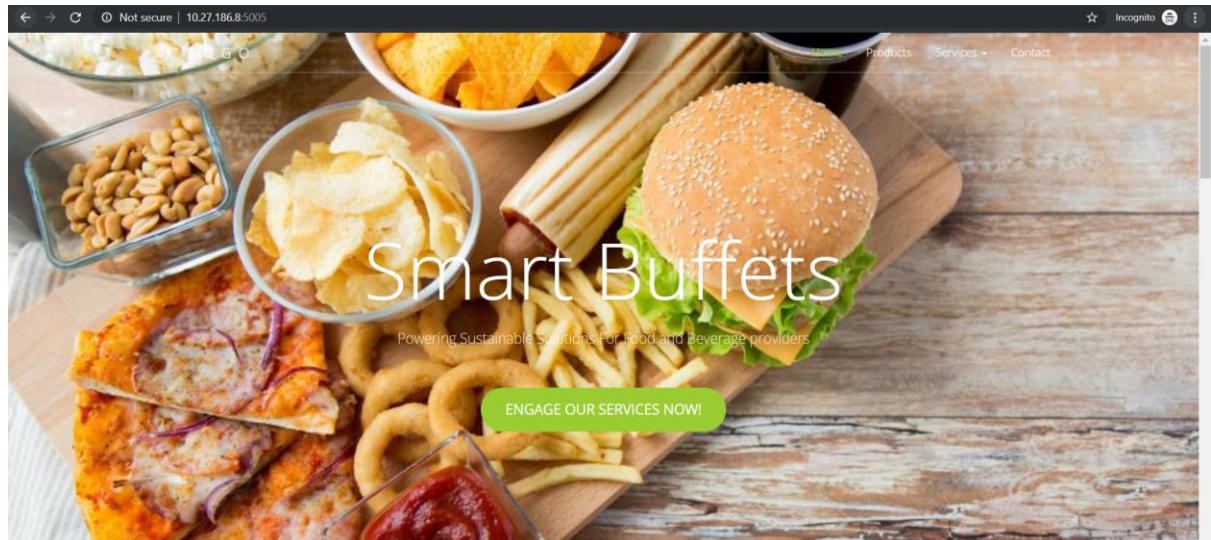 Not secure | 10.27.186.8:5005
Incognito
G O
Home Products Services Contact
Smart Buffets
Powering Sustainable Solutions For Food and Beverage providers
ENGAGE OUR SERVICES NOW!